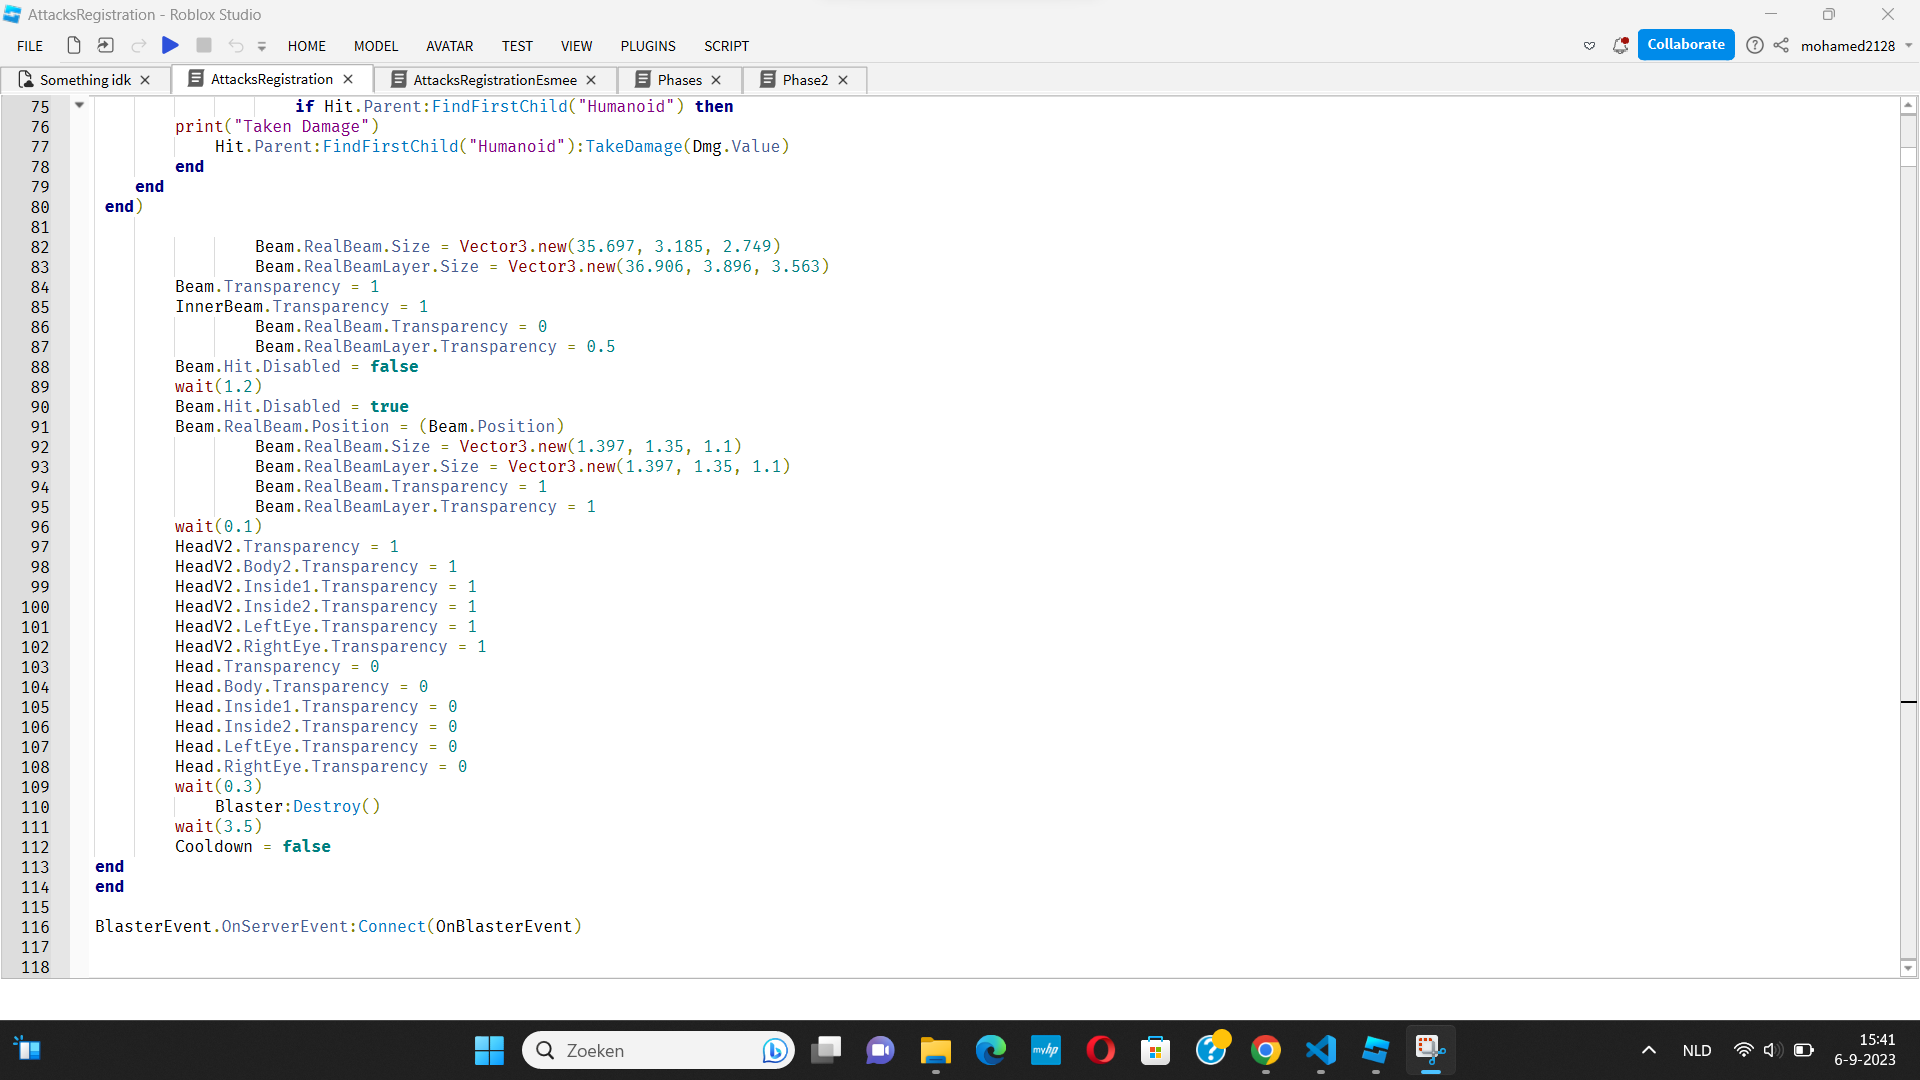 AttacksRegistration - Roblox Studio
FILE HOME MODEL AVATAR TEST VIEW PLUGINS SCRIPT Collaborate mohamed2128
Something idk AttacksRegistration AttacksRegistrationEsmee Phases Phase2
75 if Hit.Parent:FindFirstChild("Humanoid") then
76 print("Taken Damage")
77 Hit.Parent:FindFirstChild("Humanoid"):TakeDamage(Dmg.Value)
78 end
79 end
80 end)
81
82 Beam.RealBeam.Size = Vector3.new(35.697, 3.185, 2.749)
83 Beam.RealBeamLayer.Size = Vector3.new(36.906, 3.896, 3.563)
84 Beam.Transparency = 1
85 InnerBeam.Transparency = 1
86 Beam.RealBeam.Transparency = 0
87 Beam.RealBeamLayer.Transparency = 0.5
88 Beam.Hit.Disabled = false
89 wait(1.2)
90 Beam.Hit.Disabled = true
91 Beam.RealBeam.Position = (Beam.Position)
92 Beam.RealBeam.Size = Vector3.new(1.397, 1.35, 1.1)
93 Beam.RealBeamLayer.Size = Vector3.new(1.397, 1.35, 1.1)
94 Beam.RealBeam.Transparency = 1
95 Beam.RealBeamLayer.Transparency = 1
96 wait(0.1)
97 HeadV2.Transparency = 1
98 HeadV2.Body2.Transparency = 1
99 HeadV2.Inside1.Transparency = 1
100 HeadV2.Inside2.Transparency = 1
101 HeadV2.LeftEye.Transparency = 1
102 HeadV2.RightEye.Transparency = 1
103 Head.Transparency = 0
104 Head.Body.Transparency = 0
105 Head.Inside1.Transparency = 0
106 Head.Inside2.Transparency = 0
107 Head.LeftEye.Transparency = 0
108 Head.RightEye.Transparency = 0
109 wait(0.3)
110 Blaster:Destroy()
111 wait(3.5)
112 Cooldown = false
113 end
114 end
115
116 BlasterEvent.OnServerEvent:Connect(OnBlasterEvent)
117
118
Zoeken myhp NLD 15:41
6-9-2023